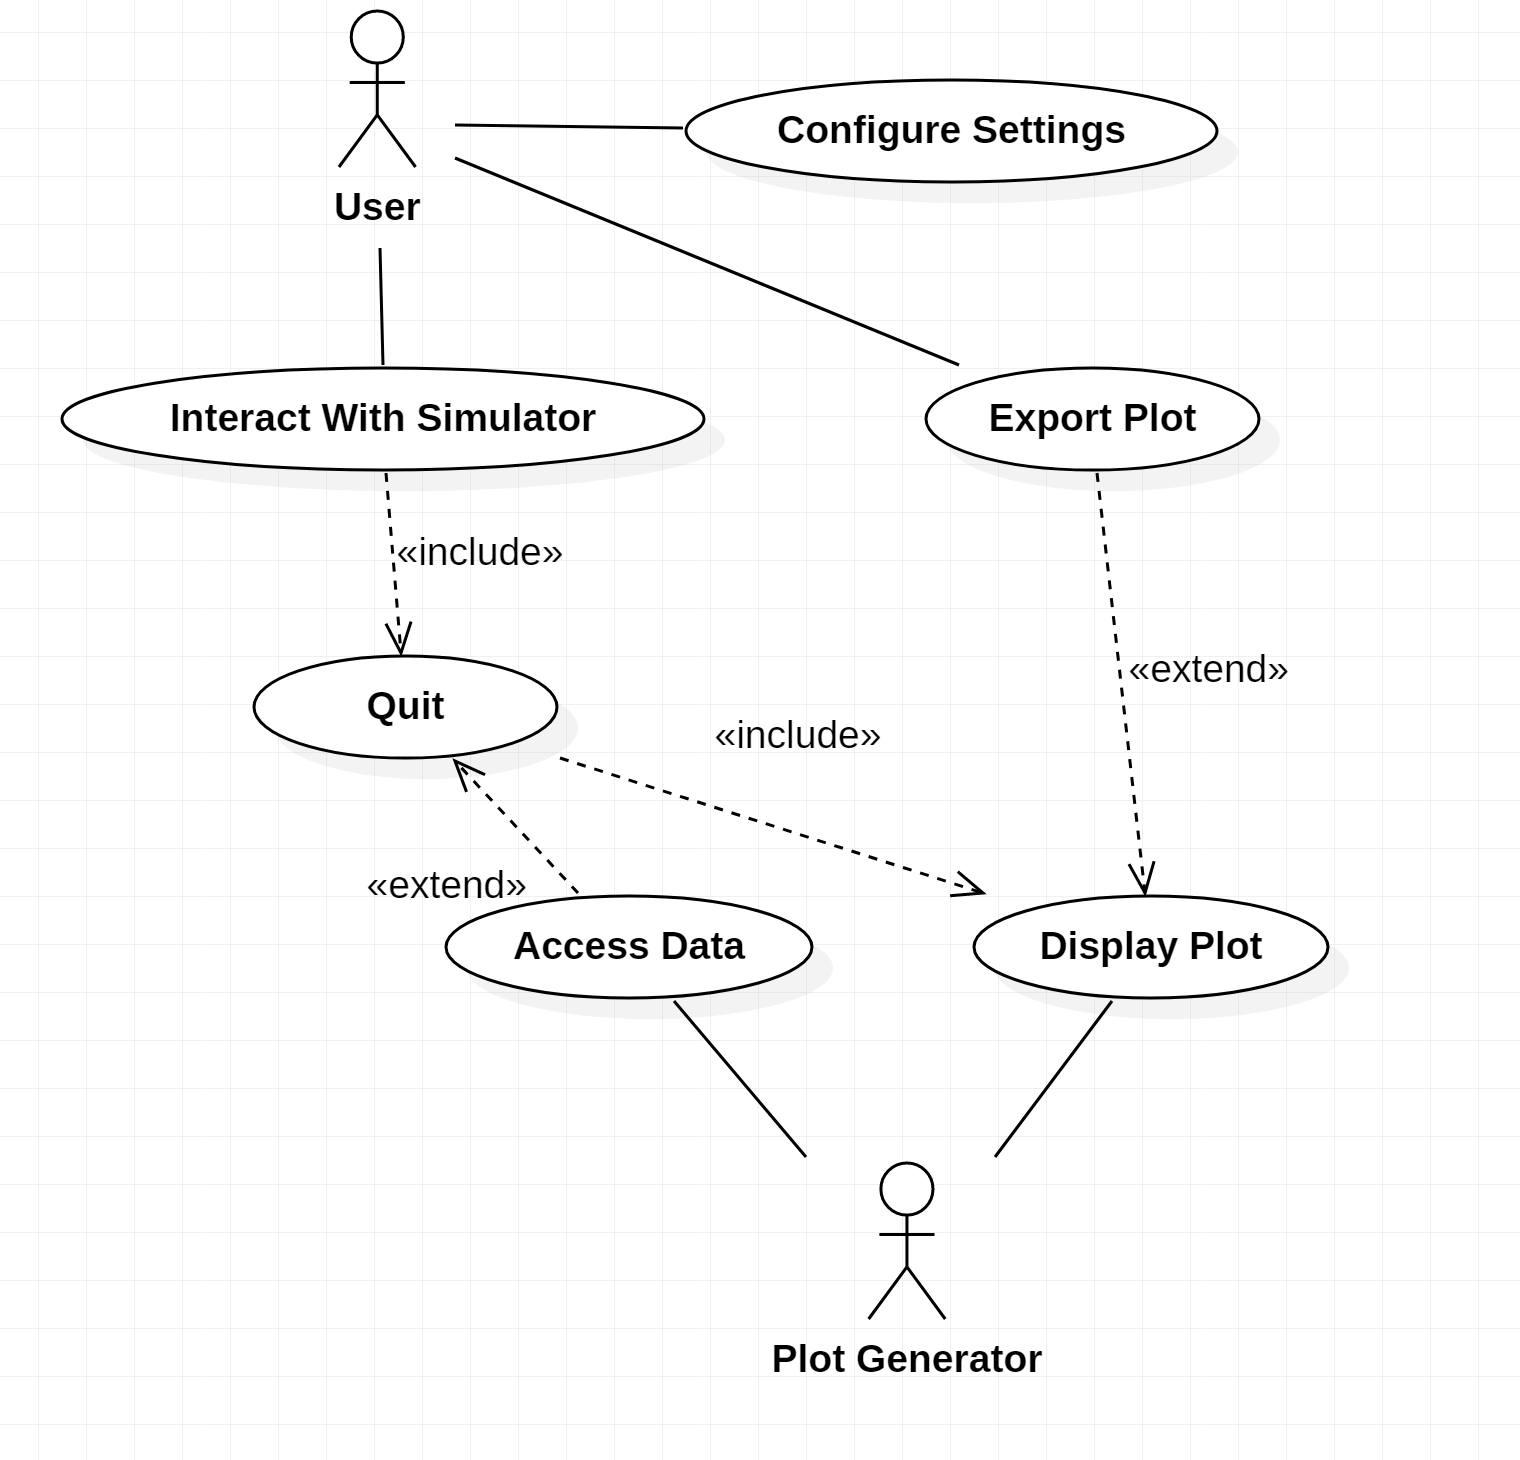 Configure Settings
User
Interact With Simulator
Export Plot
«include»
«extend»
Quit
«include»
«extend»
Access Data
Display Plot
Plot Generator